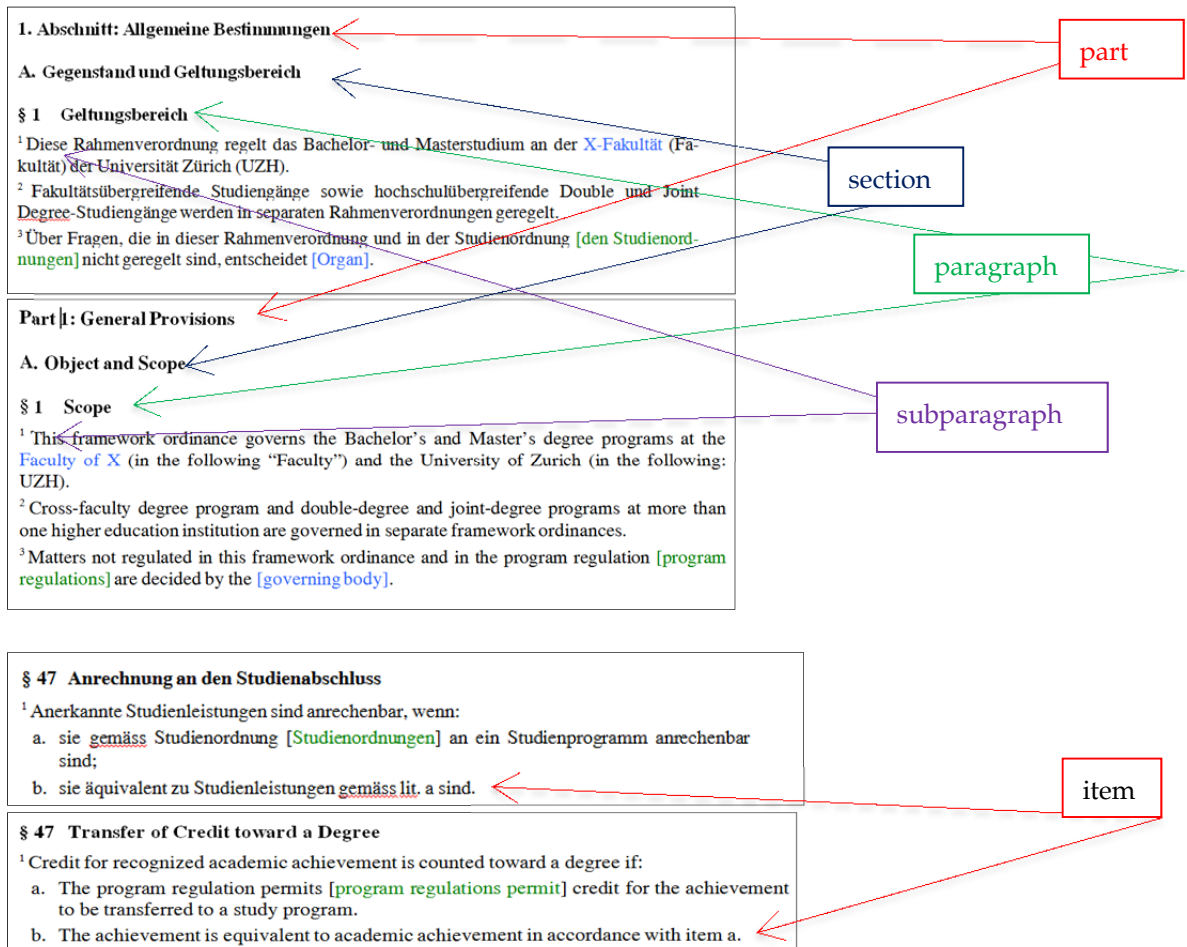 1. Abschnitt: Allgemeine Bestimmungen
part
A. Gegenstand und Geltungsbereich
§ 1 Geltungsbereich
1 Diese Rahmenverordnung regelt das Bachelor- und Masterstudium an der X-Fakultät (Fa-
kultät) der Universität Zürich (UZH).
section
2 Fakultätsübergreifende Studiengänge sowie hochschulübergreifende Double und Joint
Degree-Studiengänge werden in separaten Rahmenverordnungen geregelt.
3 Über Fragen, die in dieser Rahmenverordnung und in der Studienordnung [den Studienord-
nungen] nicht geregelt sind, entscheidet [Organ].
paragraph
Part 1: General Provisions
A. Object and Scope
§ 1 Scope
subparagraph
1 This framework ordinance governs the Bachelor's and Master's degree programs at the
Faculty of X (in the following "Faculty") and the University of Zurich (in the following:
UZH).
2 Cross-faculty degree program and double-degree and joint-degree programs at more than
one higher education institution are governed in separate framework ordinances.
3 Matters not regulated in this framework ordinance and in the program regulation [program
regulations] are decided by the [governing body].
§ 47 Anrechnung an den Studienabschluss
1 Anerkannte Studienleistungen sind anrechenbar, wenn:
a. sie gemäss Studienordnung [Studienordnungen] an ein Studienprogramm anrechenbar
sind;
b. sie äquivalent zu Studienleistungen gemäss lit. a sind.
item
§ 47 Transfer of Credit toward a Degree
1 Credit for recognized academic achievement is counted toward a degree if:
a. The program regulation permits [program regulations permit] credit for the achievement
to be transferred to a study program.
b. The achievement is equivalent to academic achievement in accordance with item a.